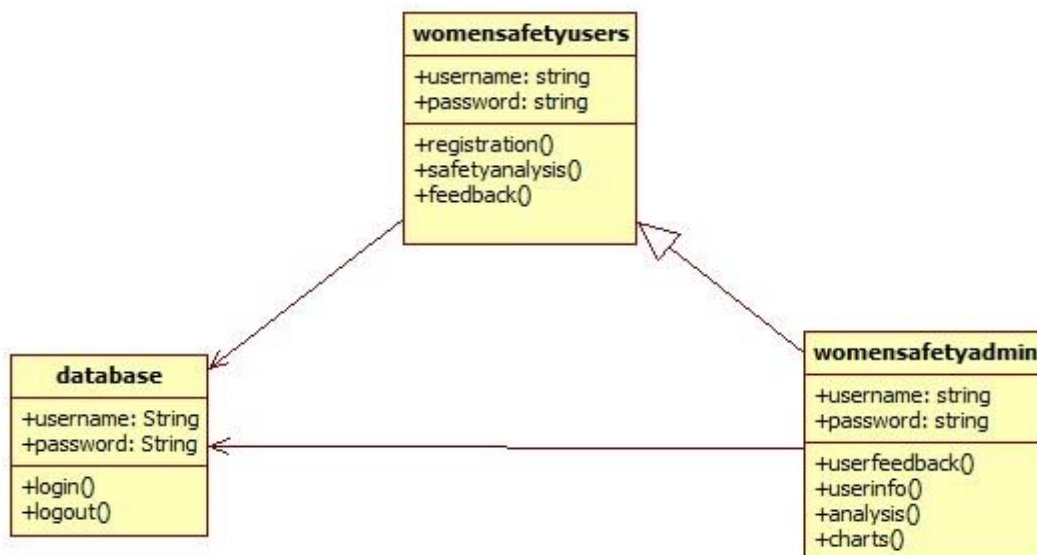 womensafetyusers
+username: string
+password: string
+registration()
+safetyanalysis()
+feedback()
database
+username: String
+password: String
+login()
+logout()
womensafetyadmin
+username: string
+password: string
+userfeedback()
+userinfo()
+analysis()
+charts()